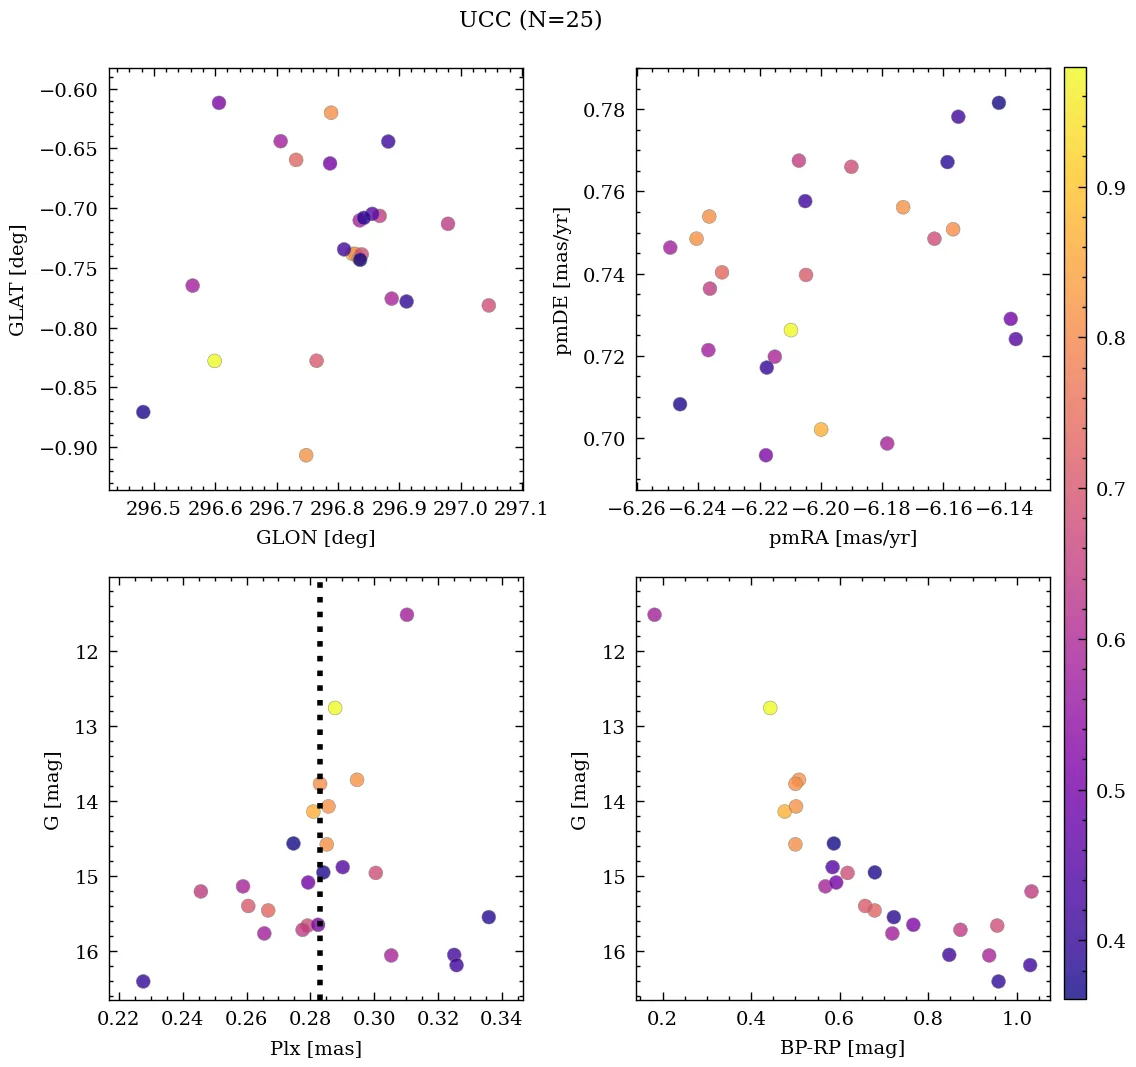 UCC (N=25)
−0.60
−0.65
−0.70
−0.75
−0.80
−0.85
−0.90
GLAT [deg]
296.5 296.6 296.7 296.8 296.9 297.0 297.1
GLON [deg]
0.78
0.76
0.74
0.72
0.70
pmDE [mas/yr]
−6.26 −6.24 −6.22 −6.20 −6.18 −6.16 −6.14
pmRA [mas/yr]
12
13
14
15
16
G [mag]
0.22 0.24 0.26 0.28 0.30 0.32 0.34
Plx [mas]
12
13
14
15
16
G [mag]
0.2 0.4 0.6 0.8 1.0
BP-RP [mag]
0.9
0.8
0.7
0.6
0.5
0.4